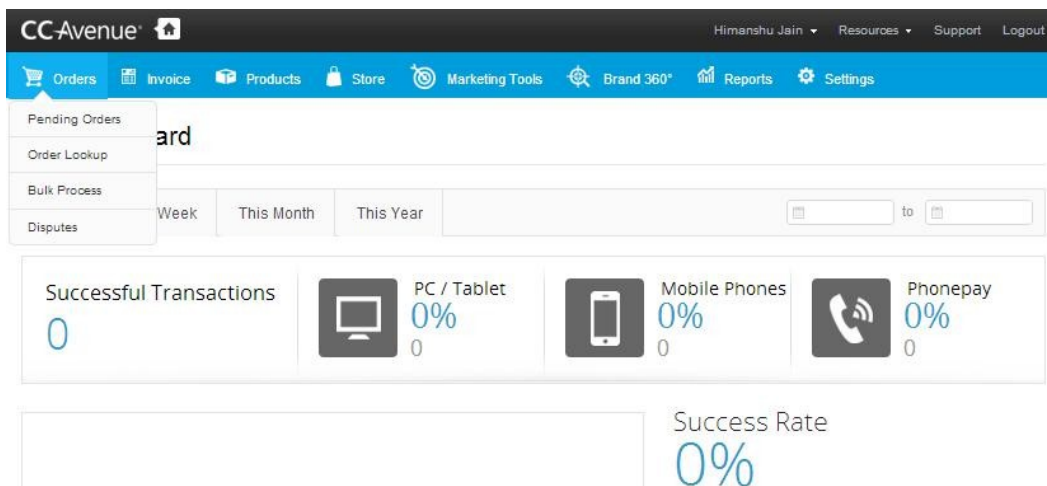 CCAvenue®
Himanshu Jain Resources Support Logout
Orders Invoice Products Store Marketing Tools Brand 360° Reports Settings
Pending Orders
Order Lookup
Bulk Process
Disputes
ard
Week This Month This Year to
Successful Transactions
0
PC / Tablet
0%
0
Mobile Phones
0%
0
Phonepay
0%
0
Success Rate
0%